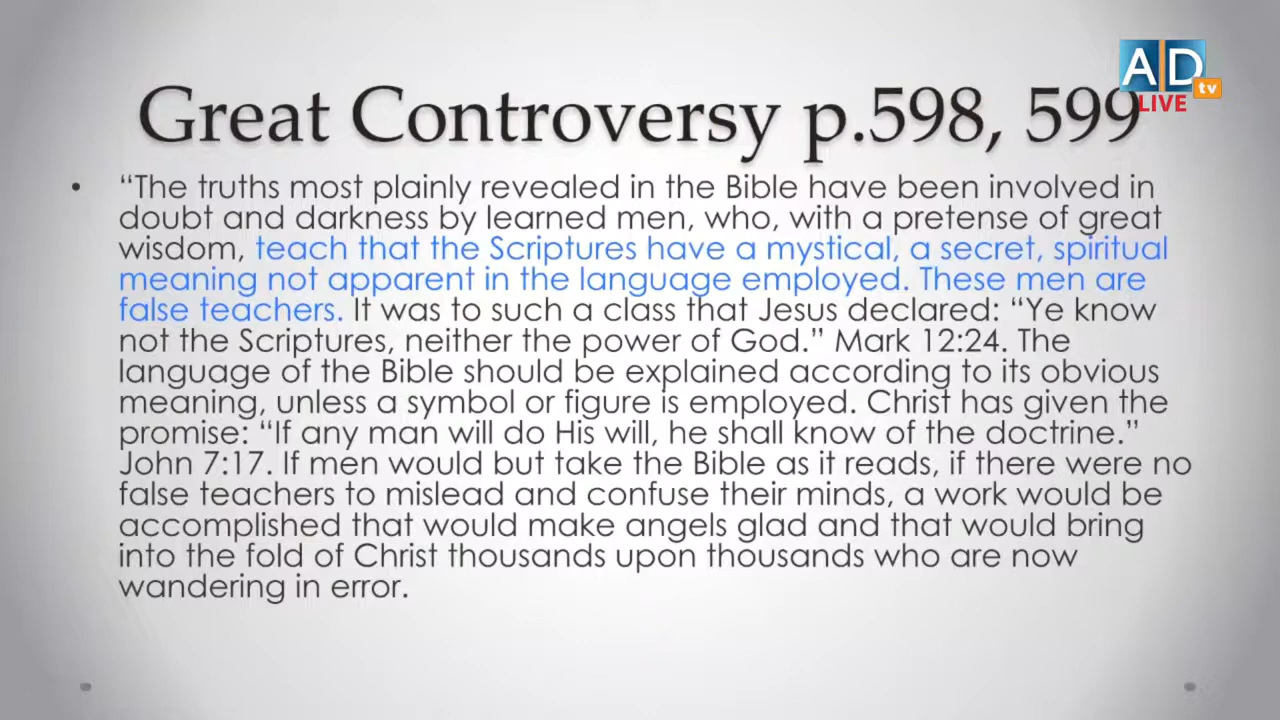 A|D
tv
LIVE
Great Controversy p.598, 599
• “The truths most plainly revealed in the Bible have been involved in
doubt and darkness by learned men, who, with a pretense of great
wisdom, teach that the Scriptures have a mystical, a secret, spiritual
meaning not apparent in the language employed. These men are
false teachers. It was to such a class that Jesus declared: “Ye know
not the Scriptures, neither the power of God.” Mark 12:24. The
language of the Bible should be explained according to its obvious
meaning, unless a symbol or figure is employed. Christ has given the
promise: “If any man will do His will, he shall know of the doctrine.”
John 7:17. If men would but take the Bible as it reads, if there were no
false teachers to mislead and confuse their minds, a work would be
accomplished that would make angels glad and that would bring
into the fold of Christ thousands upon thousands who are now
wandering in error.